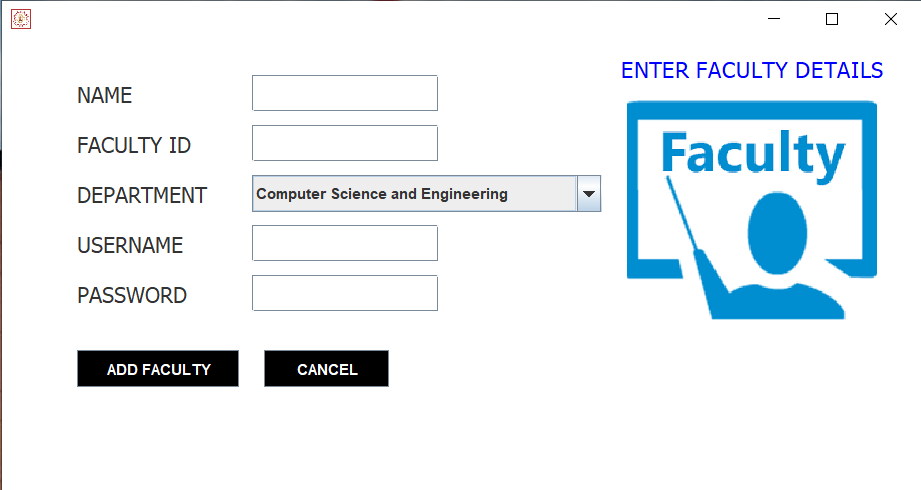 ENTER FACULTY DETAILS
Faculty
NAME
FACULTY ID
DEPARTMENT Computer Science and Engineering
USERNAME
PASSWORD
ADD FACULTY CANCEL